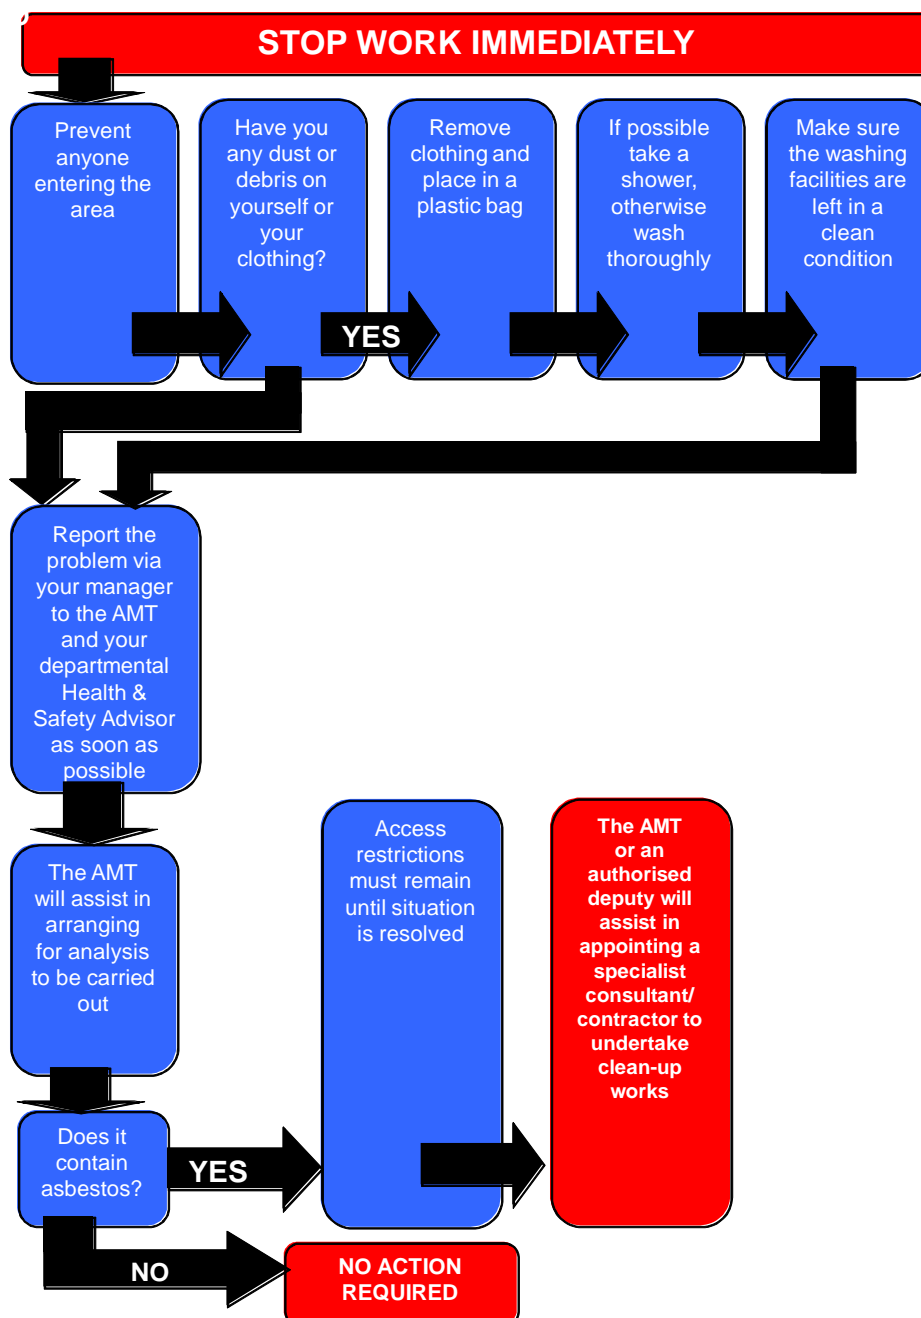 STOP WORK IMMEDIATELY
Prevent
anyone
entering the
area
Have you
any dust or
debris on
yourself or
your
clothing?
YES
Remove
clothing and
place in a
plastic bag
If possible
take a
shower,
otherwise
wash
thoroughly
Make sure
the washing
facilities are
left in a
clean
condition
Report the
problem via
your manager
to the AMT
and your
departmental
Health &
Safety Advisor
as soon as
possible
The AMT
will assist in
arranging
for analysis
to be carried
out
Does it
contain
asbestos?
YES
Access
restrictions
must remain
until situation
is resolved
The AMT
or an
authorised
deputy will
assist in
appointing a
specialist
consultant/
contractor to
undertake
clean-up
works
NO
NO ACTION
REQUIRED